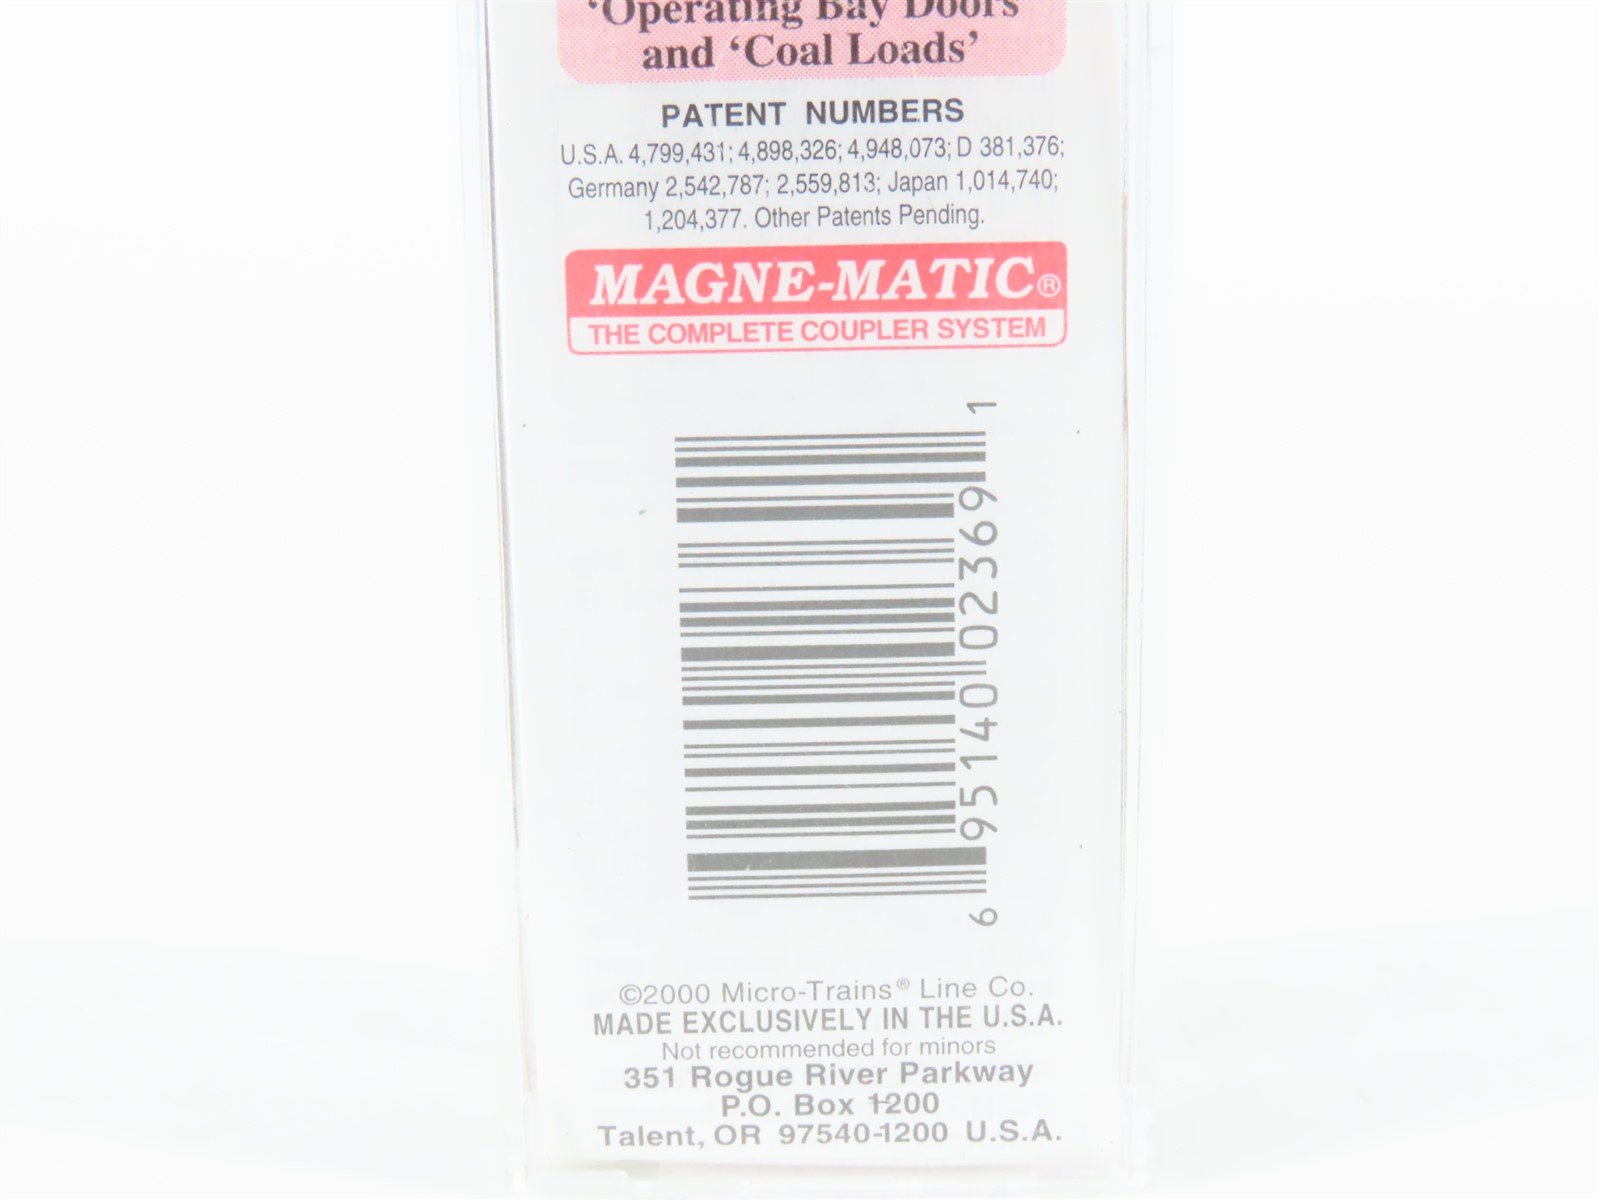 'Operating Bay Doors'
and 'Coal Loads'
PATENT NUMBERS
U.S.A. 4,799,431; 4,898,326; 4,948,073; D 381,376;
Germany 2,542,787; 2,559,813; Japan 1,014,740;
1,204,377. Other Patents Pending.
MAGNE-MATIC®
THE COMPLETE COUPLER SYSTEM
6 95140 02369 1
©2000 Micro-Trains® Line Co.
MADE EXCLUSIVELY IN THE U.S.A.
Not recommended for minors
351 Rogue River Parkway
P.O. Box 1200
Talent, OR 97540-1200 U.S.A.